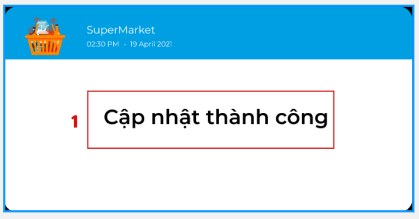 SuperMarket
02:30 PM - 19 April 2021
1 Cập nhật thành công